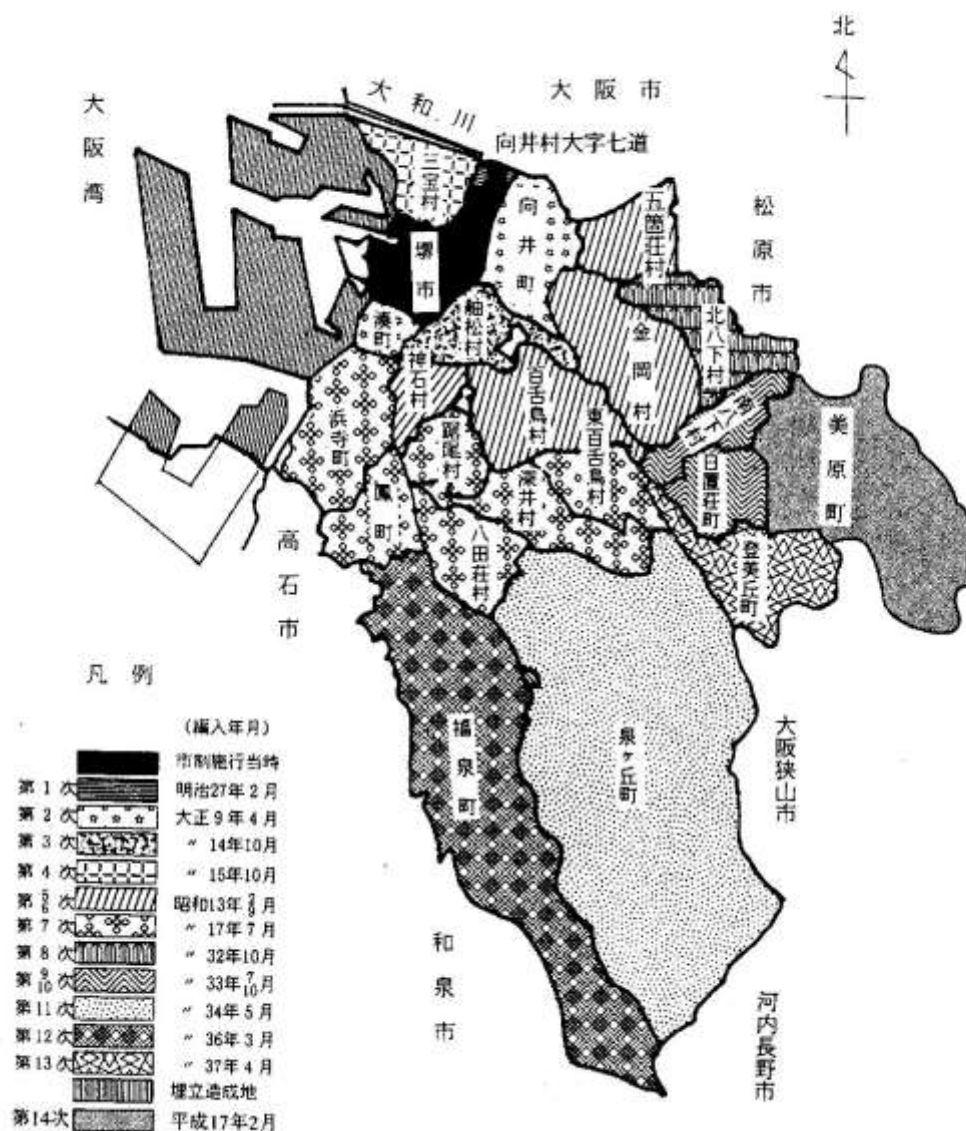 北
大阪市
大和川
大阪湾
向井村大字七道
三宝村
向井町
五箇荘村
松原市
堺市
北八下村
湊町
舳松村
金岡村
神石村
百舌鳥村
南八下村
美原町
浜寺町
踞尾村
東百舌鳥村
日置荘町
鳳町
深井村
八田荘村
登美丘町
高石市
福泉町
泉ヶ丘町
大阪狭山市
和泉市
河内長野市
凡例
(編入年月)
市制施行当時
第1次 明治27年2月
第2次 大正9年4月
第3次 〃 14年10月
第4次 〃 15年10月
第5/6次 昭和13年7/9月
第7次 〃 17年7月
第8次 〃 32年10月
第9/10次 〃 33年7/10月
第11次 〃 34年5月
第12次 〃 36年3月
第13次 〃 37年4月
埋立造成地
第14次 平成17年2月